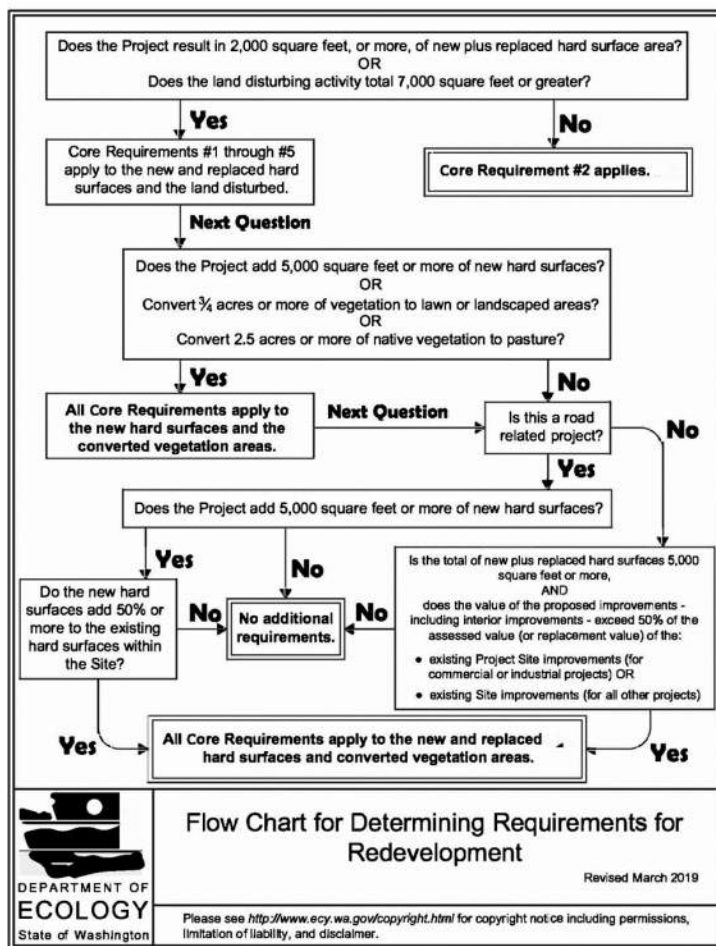 Does the Project result in 2,000 square feet, or more, of new plus replaced hard surface area?
OR
Does the land disturbing activity total 7,000 square feet or greater?
Yes
No
Core Requirements #1 through #5
apply to the new and replaced hard
surfaces and the land disturbed.
Core Requirement #2 applies.
Next Question
Does the Project add 5,000 square feet or more of new hard surfaces?
OR
Convert ¾ acres or more of vegetation to lawn or landscaped areas?
OR
Convert 2.5 acres or more of native vegetation to pasture?
Yes
No
All Core Requirements apply to
the new hard surfaces and the
converted vegetation areas.
Next Question
Is this a road
related project?
No
Yes
Does the Project add 5,000 square feet or more of new hard surfaces?
Yes
No
Do the new hard
surfaces add 50% or
more to the existing
hard surfaces within
the Site?
No
No additional
requirements.
No
Is the total of new plus replaced hard surfaces 5,000
square feet or more,
AND
does the value of the proposed improvements -
including interior improvements - exceed 50% of the
assessed value (or replacement value) of the:
• existing Project Site improvements (for
commercial or industrial projects) OR
• existing Site improvements (for all other projects)
Yes
All Core Requirements apply to the new and replaced
hard surfaces and converted vegetation areas.
Yes
DEPARTMENT OF
ECOLOGY
State of Washington
Flow Chart for Determining Requirements for
Redevelopment
Revised March 2019
Please see http://www.ecy.wa.gov/copyright.html for copyright notice including permissions,
limitation of liability, and disclaimer.